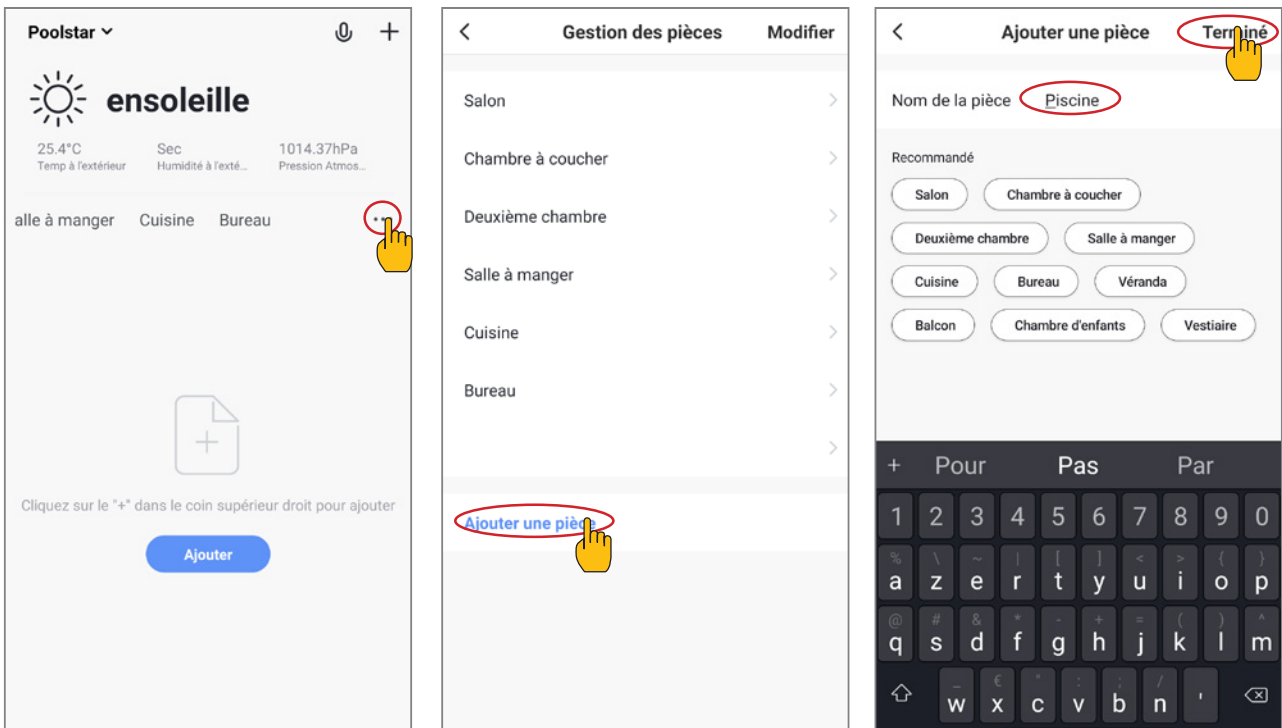 Poolstar
+
ensoleille
25.4°C Sec 1014.37hPa
Temp à l'extérieur Humidité à l'exté... Pression Atmos...
alle à manger Cuisine Bureau ...
Cliquez sur le "+" dans le coin supérieur droit pour ajouter
Ajouter
< Gestion des pièces Modifier
Salon >
Chambre à coucher >
Deuxième chambre >
Salle à manger >
Cuisine >
Bureau >
>
Ajouter une pièce
< Ajouter une pièce Terminé
Nom de la pièce Piscine
Recommandé
Salon Chambre à coucher
Deuxième chambre Salle à manger
Cuisine Bureau Véranda
Balcon Chambre d'enfants Vestiaire
+ Pour Pas Par
1 2 3 4 5 6 7 8 9 0
% \ ~ | [ ] < > { }
a z e r t y u i o p
@ # & * - + = ( ) ^
q s d f g h j k l m
_ € " : ; /
w x c v b n '